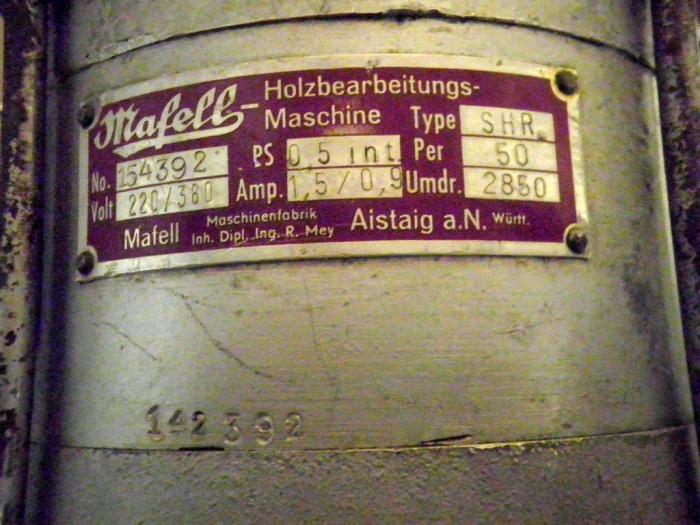 Mafell-Holzbearbeitungs-
Maschine Type SHR
No. 154392 PS 0,5 int. Per 50
Volt 220/380 Amp. 1,5/0,9 Umdr. 2850
Mafell Maschinenfabrik Aistaig a.N. Württ.
Inh. Dipl. Ing. R. Mey
142392